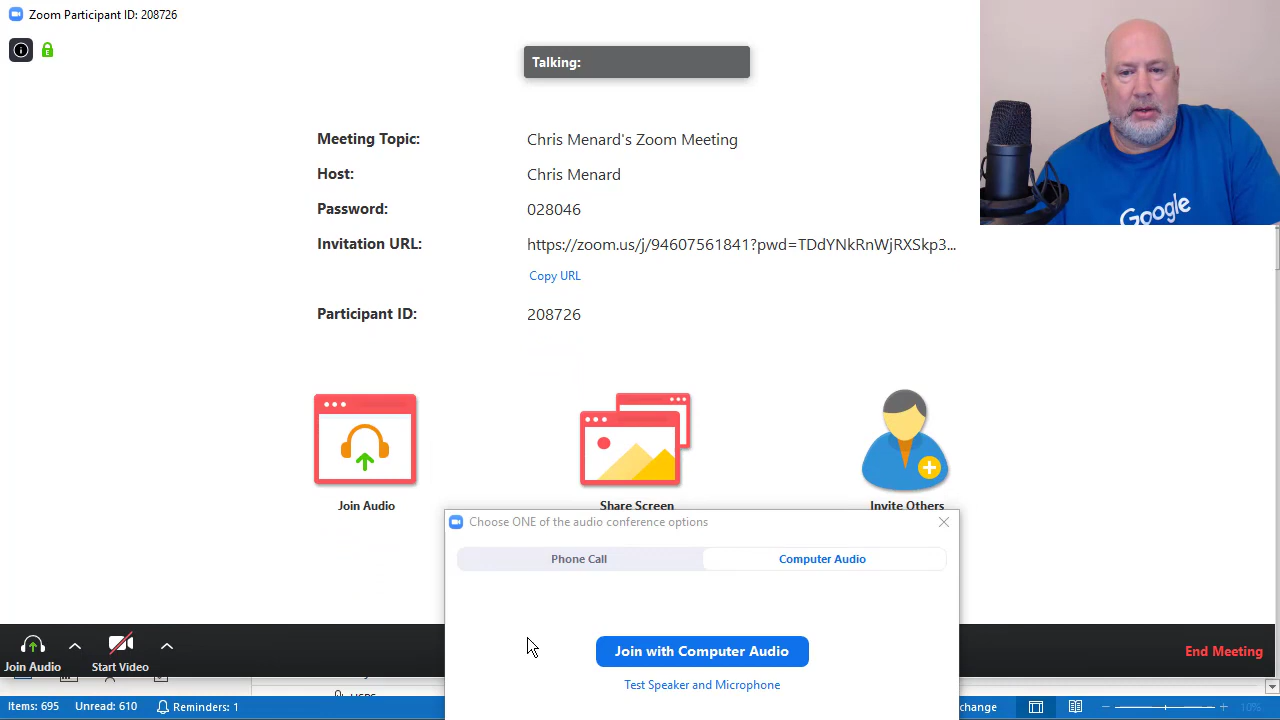 Zoom Participant ID: 208726
Talking:
Meeting Topic: Chris Menard's Zoom Meeting
Host: Chris Menard
Password: 028046
Invitation URL: https://zoom.us/j/94607561841?pwd=TDdYNkRnWjRXSkp3...
Copy URL
Participant ID: 208726
Google
Join Audio
Share Screen
Invite Others
Choose ONE of the audio conference options
Phone Call Computer Audio
Join with Computer Audio
Test Speaker and Microphone
Join Audio Start Video End Meeting
Items: 695 Unread: 610 Reminders: 1 change 10%